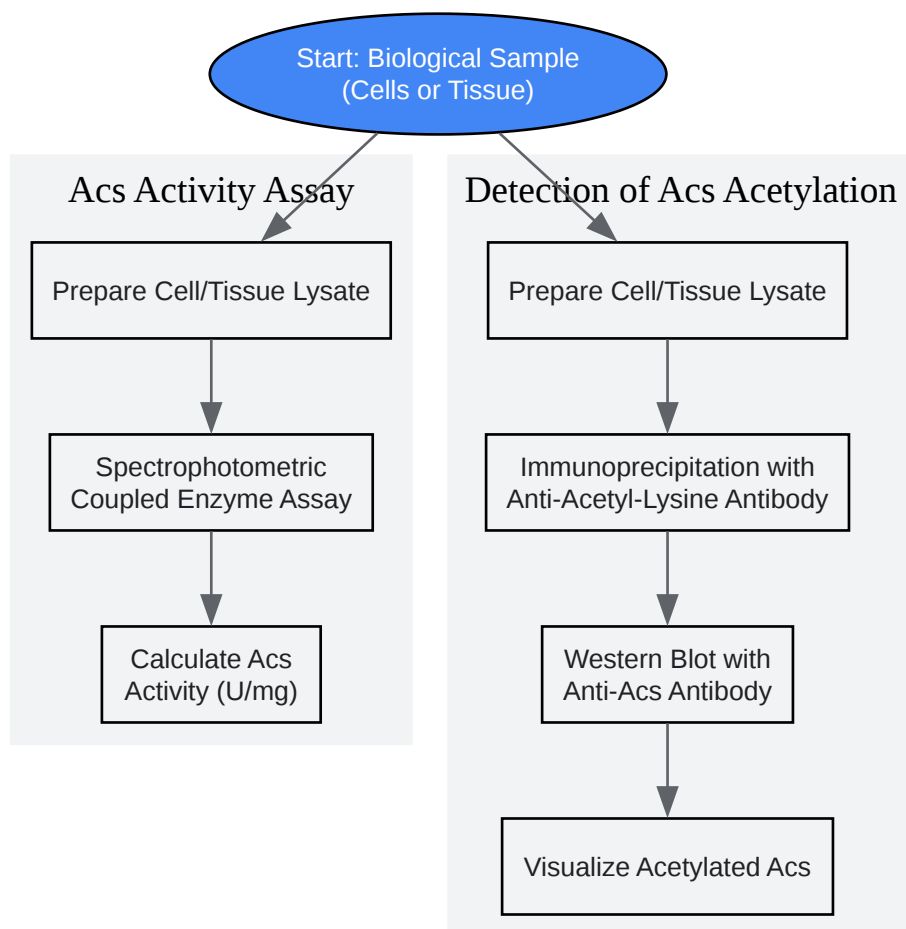 Start: Biological Sample
(Cells or Tissue)
Acs Activity Assay
Prepare Cell/Tissue Lysate
Spectrophotometric
Coupled Enzyme Assay
Calculate Acs
Activity (U/mg)
Detection of Acs Acetylation
Prepare Cell/Tissue Lysate
Immunoprecipitation with
Anti-Acetyl-Lysine Antibody
Western Blot with
Anti-Acs Antibody
Visualize Acetylated Acs